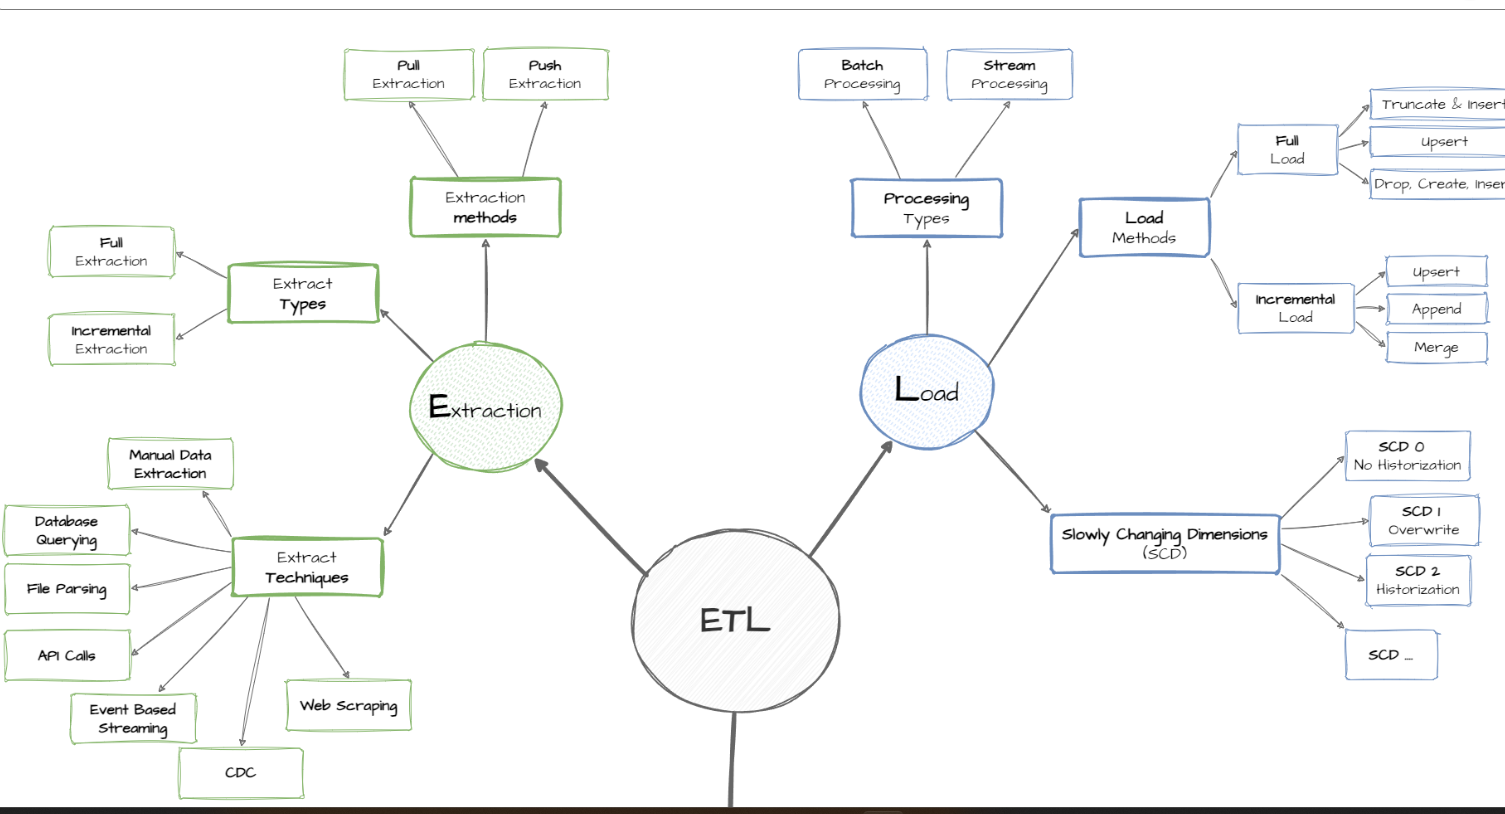 Pull
Extraction
Push
Extraction
Extraction
methods
Full
Extraction
Extract
Types
Incremental
Extraction
Extraction
Manual Data
Extraction
Database
Querying
File Parsing
API Calls
Event Based
Streaming
CDC
Web Scraping
Extract
Techniques
ETL
Batch
Processing
Stream
Processing
Processing
Types
Load
Load
Methods
Full
Load
Truncate & Insert
Upsert
Drop, Create, Inser
Incremental
Load
Upsert
Append
Merge
Slowly Changing Dimensions
(SCD)
SCD 0
No Historization
SCD 1
Overwrite
SCD 2
Historization
SCD ....